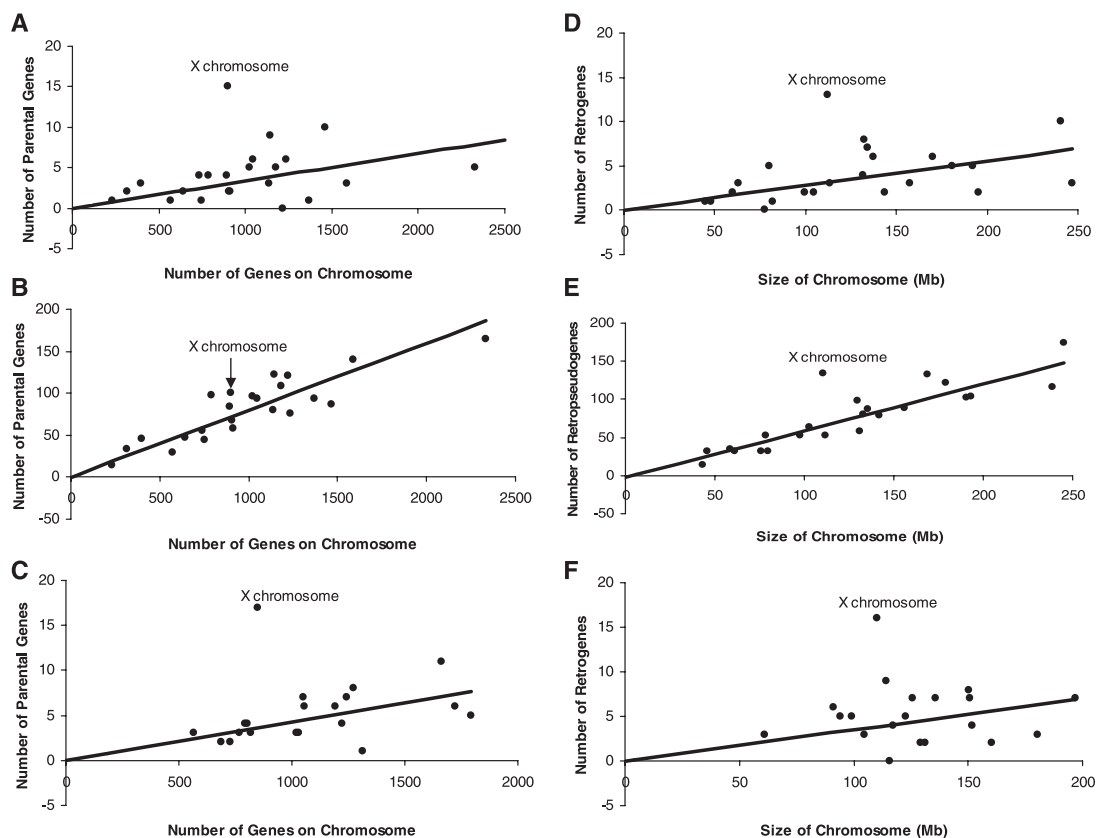 A
Number of Parental Genes
20
15
10
5
0
-5
X chromosome
0
500
1000
1500
2000
2500
Number of Genes on Chromosome
B
Number of Parental Genes
200
150
100
50
0
-50
X chromosome
0
500
1000
1500
2000
2500
Number of Genes on Chromosome
C
Number of Parental Genes
20
15
10
5
0
-5
X chromosome
0
500
1000
1500
2000
Number of Genes on Chromosome
D
Number of Retrogenes
20
15
10
5
0
-5
X chromosome
0
50
100
150
200
250
Size of Chromosome (Mb)
E
Number of Retropseudogenes
200
150
100
50
0
-50
X chromosome
0
50
100
150
200
250
Size of Chromosome (Mb)
F
Number of Retrogenes
20
15
10
5
0
-5
X chromosome
0
50
100
150
200
Size of Chromosome (Mb)